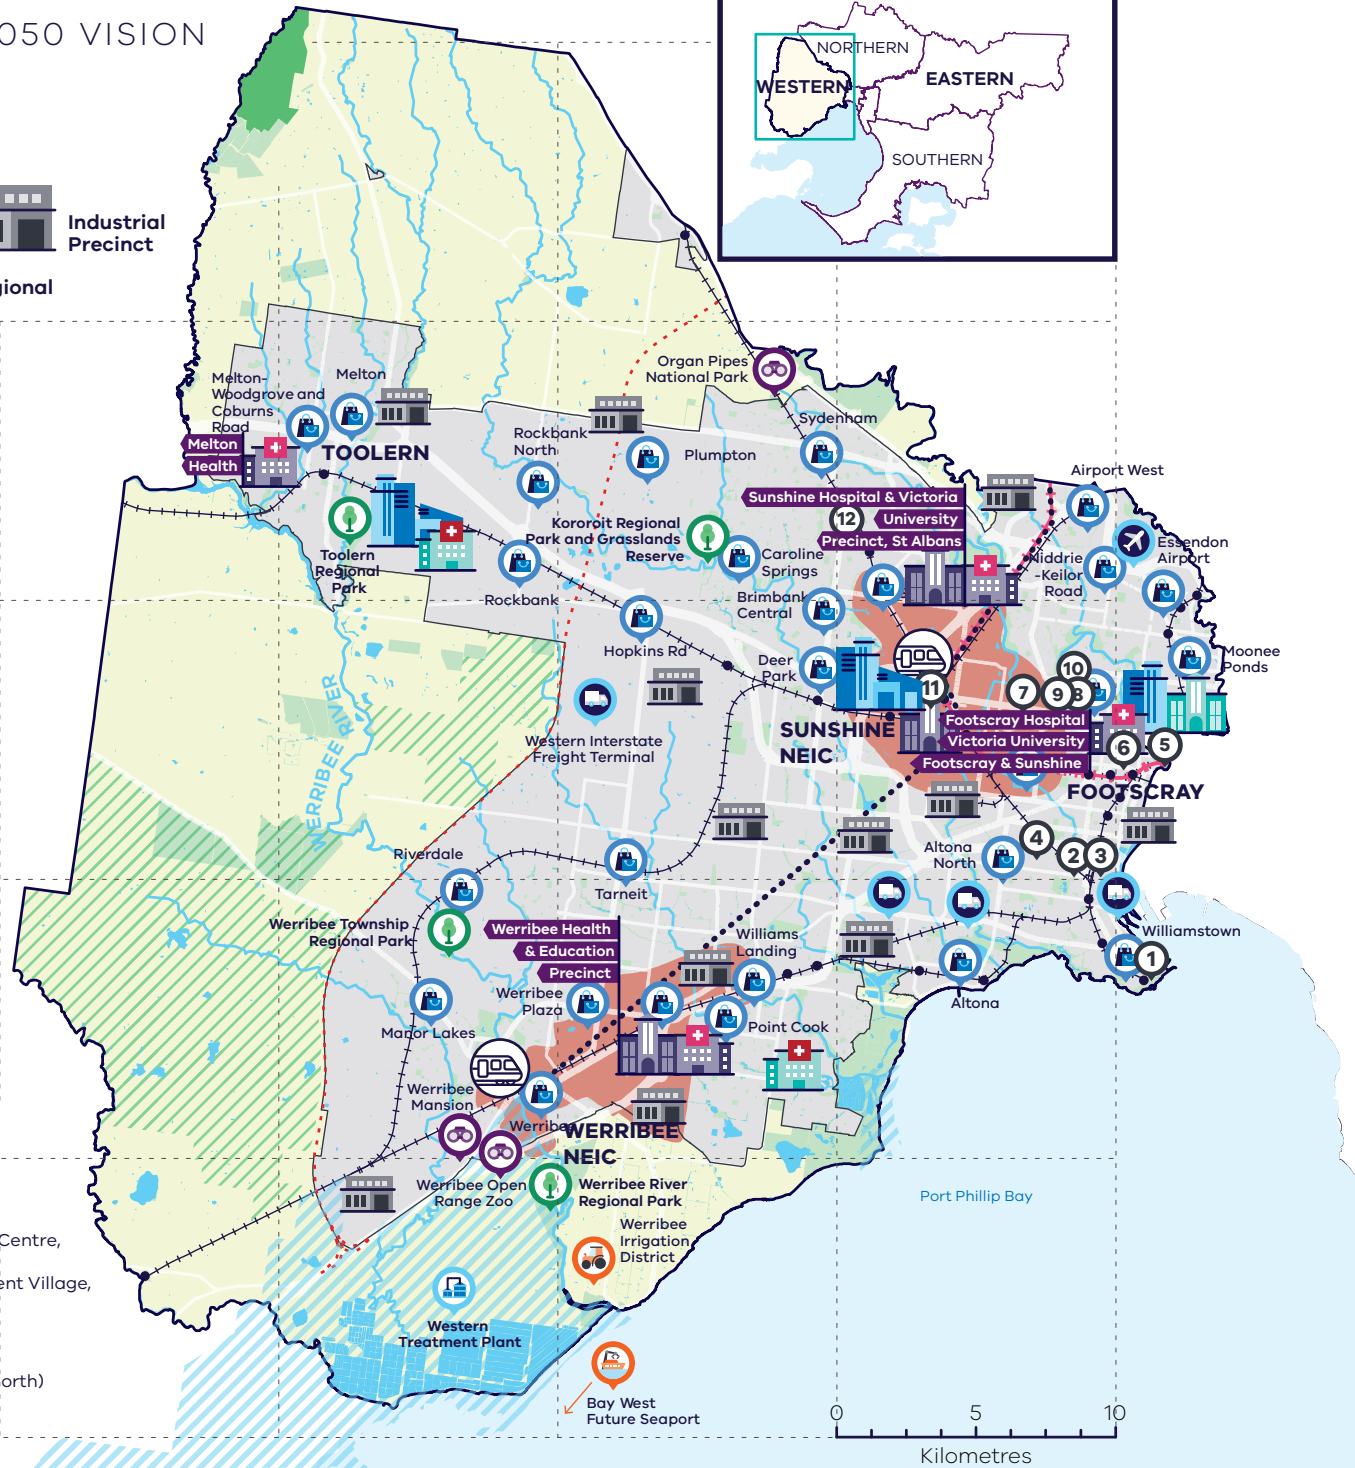 050 VISION
NORTHERN
WESTERN
EASTERN
SOUTHERN
Industrial
Precinct
gional
Organ Pipes
National Park
Melton-
Woodgrove and
Coburns
Road
Melton
Melton
Health
TOOLERN
Rockbank
North
Plumpton
Sydenham
Airport West
Sunshine Hospital & Victoria
University
Precinct, St Albans
12
Toolern
Regional
Park
Kororoit Regional
Park and Grasslands
Reserve
Caroline
Springs
Niddrie
-Keilor
Road
Essendon
Airport
Rockbank
Brimbank
Central
Hopkins Rd
Deer
Park
Moonee
Ponds
10
11
7
9
8
WERRIBEE RIVER
Western Interstate
Freight Terminal
SUNSHINE
NEIC
Footscray Hospital
Victoria University
Footscray & Sunshine
6
5
FOOTSCRAY
Riverdale
Tarneit
Altona
North
4
2
3
Werribee Township
Regional Park
Werribee Health
& Education
Precinct
Williams
Landing
Williamstown
1
Werribee
Plaza
Manor Lakes
Point Cook
Altona
Werribee
Mansion
Werribee
WERRIBEE
NEIC
Werribee Open
Range Zoo
Werribee River
Regional Park
Port Phillip Bay
Werribee
Irrigation
District
Centre,
ent Village,
Western
Treatment Plant
orth)
Bay West
Future Seaport
0
5
10
Kilometres